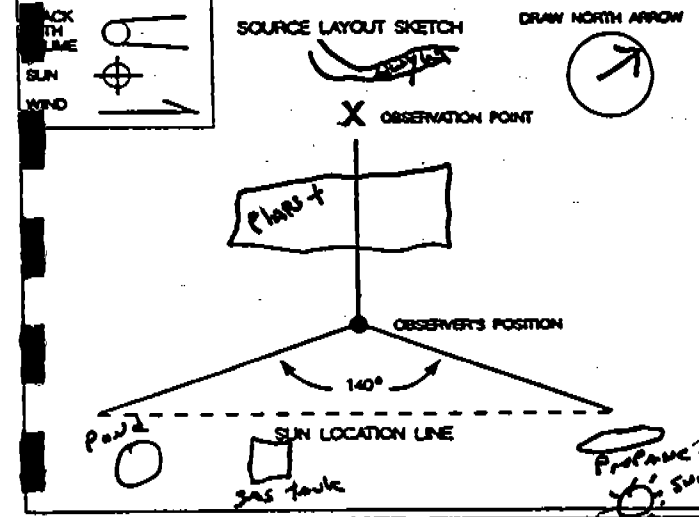 SOURCE LAYOUT SKETCH
DRAW NORTH ARROW
SUN
WIND
X OBSERVATION POINT
Plant
OBSERVER'S POSITION
140°
SUN LOCATION LINE
Pond
gas tank
Propane